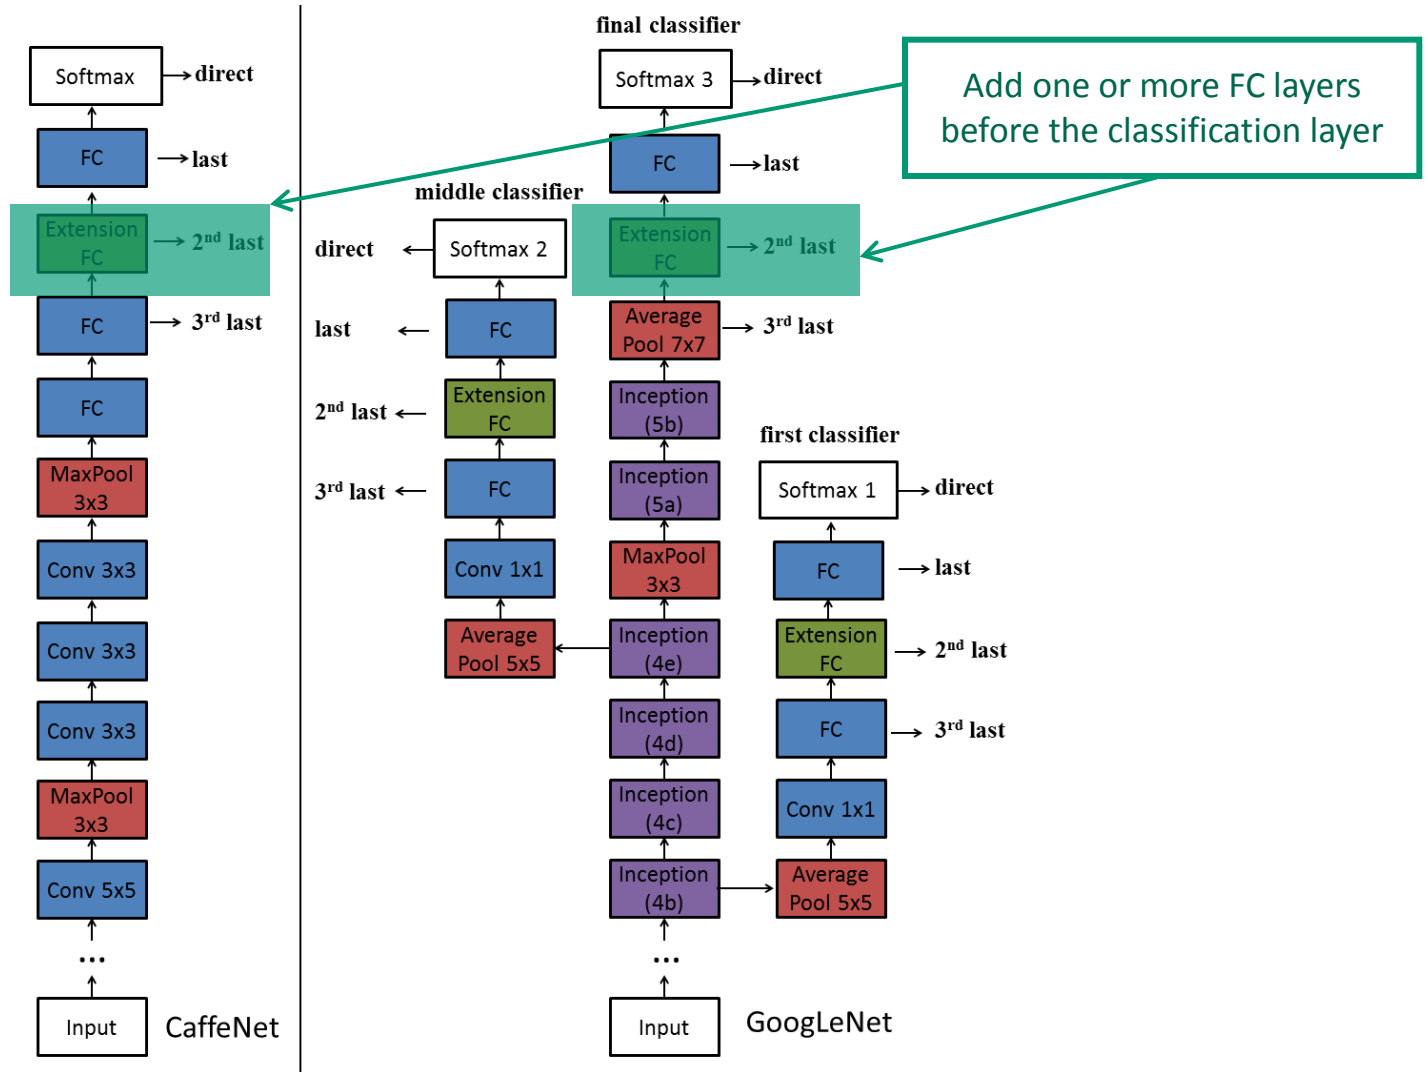 Softmax
direct
FC
last
Extension
FC
2nd last
FC
3rd last
FC
MaxPool
3x3
Conv 3x3
Conv 3x3
Conv 3x3
MaxPool
3x3
Conv 5x5
...
Input
CaffeNet
middle classifier
direct
Softmax 2
last
FC
2nd last
Extension
FC
3rd last
FC
Conv 1x1
Average
Pool 5x5
final classifier
Softmax 3
direct
FC
last
Extension
FC
2nd last
Average
Pool 7x7
3rd last
Inception
(5b)
Inception
(5a)
MaxPool
3x3
Inception
(4e)
Inception
(4d)
Inception
(4c)
Inception
(4b)
...
Input
GoogLeNet
first classifier
Softmax 1
direct
FC
last
Extension
FC
2nd last
FC
3rd last
Conv 1x1
Average
Pool 5x5
Add one or more FC layers
before the classification layer